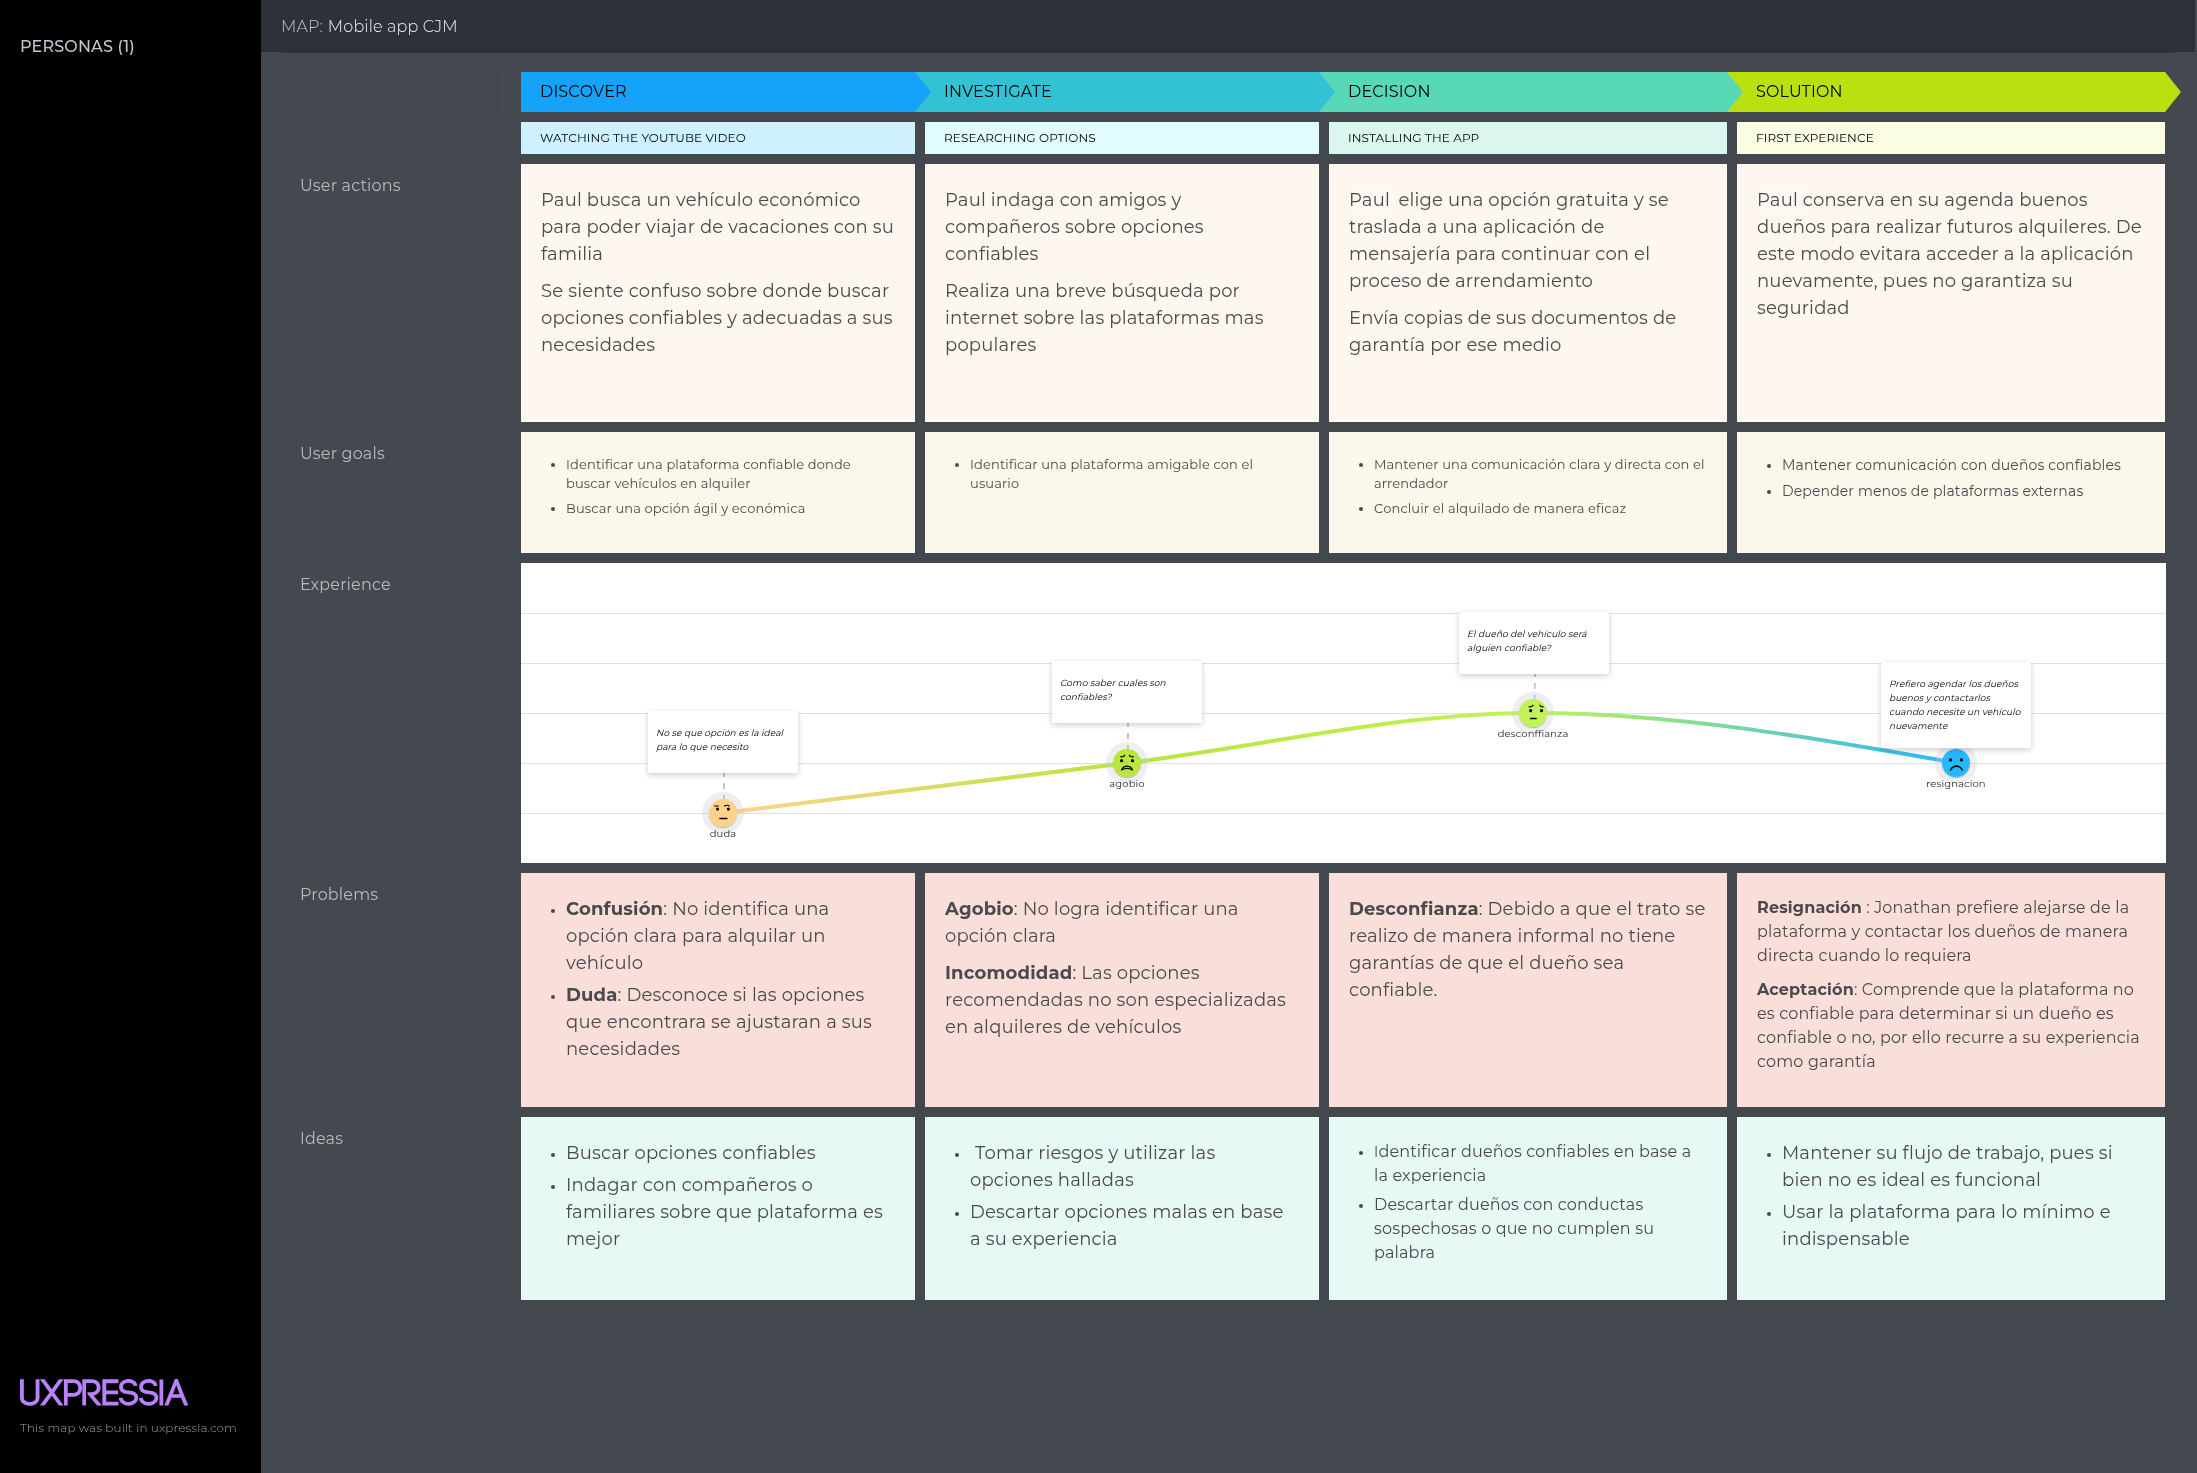 PERSONAS (1)
MAP: Mobile app CJM
DISCOVER
INVESTIGATE
DECISION
SOLUTION
WATCHING THE YOUTUBE VIDEO
RESEARCHING OPTIONS
INSTALLING THE APP
FIRST EXPERIENCE
User actions
Paul busca un vehículo económico
para poder viajar de vacaciones con su
familia
Se siente confuso sobre donde buscar
opciones confiables y adecuadas a sus
necesidades
Paul indaga con amigos y
compañeros sobre opciones
confiables
Realiza una breve búsqueda por
internet sobre las plataformas mas
populares
Paul  elige una opción gratuita y se
traslada a una aplicación de
mensajería para continuar con el
proceso de arrendamiento
Envía copias de sus documentos de
garantía por ese medio
Paul conserva en su agenda buenos
dueños para realizar futuros alquileres. De
este modo evitara acceder a la aplicación
nuevamente, pues no garantiza su
seguridad
User goals
• Identificar una plataforma confiable donde
buscar vehículos en alquiler
• Buscar una opción ágil y económica
• Identificar una plataforma amigable con el
usuario
• Mantener una comunicación clara y directa con el
arrendador
• Concluir el alquilado de manera eficaz
• Mantener comunicación con dueños confiables
• Depender menos de plataformas externas
Experience
No se que opción es la ideal
para lo que necesito
duda
Como saber cuales son
confiables?
agobio
El dueño del vehículo será
alguien confiable?
desconffianza
Prefiero agendar los dueños
buenos y contactarlos
cuando necesite un vehículo
nuevamente
resignacion
Problems
• Confusión: No identifica una
opción clara para alquilar un
vehículo
• Duda: Desconoce si las opciones
que encontrara se ajustaran a sus
necesidades
Agobio: No logra identificar una
opción clara
Incomodidad: Las opciones
recomendadas no son especializadas
en alquileres de vehículos
Desconfianza: Debido a que el trato se
realizo de manera informal no tiene
garantías de que el dueño sea
confiable.
Resignación : Jonathan prefiere alejarse de la
plataforma y contactar los dueños de manera
directa cuando lo requiera
Aceptación: Comprende que la plataforma no
es confiable para determinar si un dueño es
confiable o no, por ello recurre a su experiencia
como garantía
Ideas
• Buscar opciones confiables
• Indagar con compañeros o
familiares sobre que plataforma es
mejor
• Tomar riesgos y utilizar las
opciones halladas
• Descartar opciones malas en base
a su experiencia
• Identificar dueños confiables en base a
la experiencia
• Descartar dueños con conductas
sospechosas o que no cumplen su
palabra
• Mantener su flujo de trabajo, pues si
bien no es ideal es funcional
• Usar la plataforma para lo mínimo e
indispensable
UXPRESSIA
This map was built in uxpressia.com